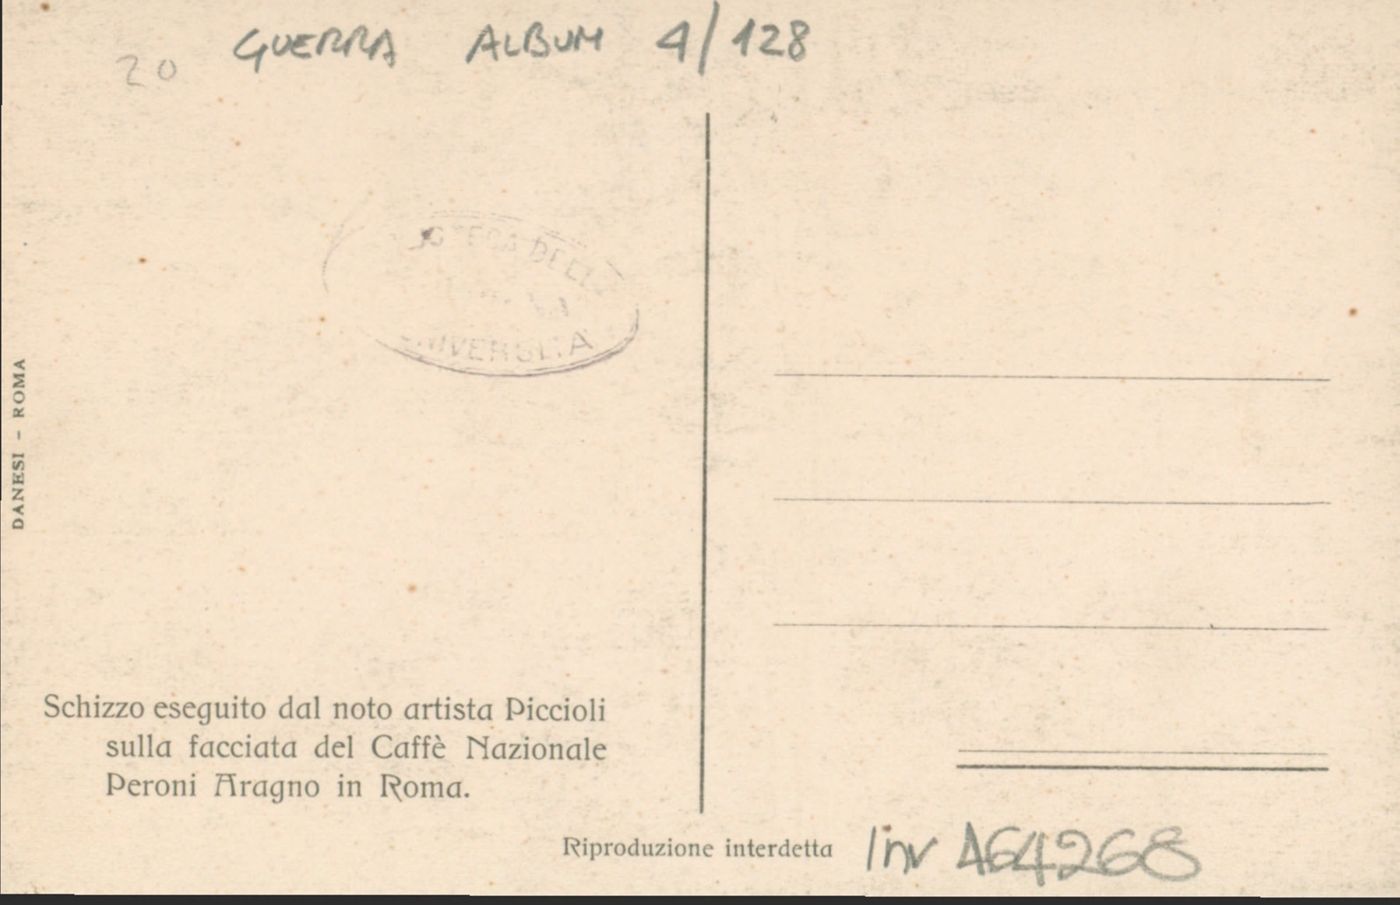 20 GUERRA ALBUM 4/128
DANESI - ROMA
Schizzo eseguito dal noto artista Piccioli
sulla facciata del Caffè Nazionale
Peroni Aragno in Roma.
Riproduzione interdetta
Inv A64268